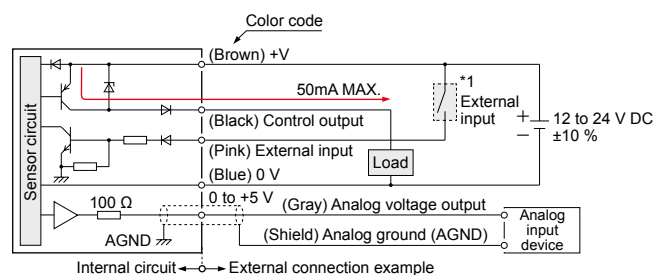 Color code
(Brown) +V
50mA MAX.
*1
External
input
(Black) Control output
12 to 24 V DC
±10 %
+
−
(Pink) External input
Load
Sensor circuit
(Blue) 0 V
0 to +5 V
100 Ω
(Gray) Analog voltage output
Analog
input
device
AGND
(Shield) Analog ground (AGND)
Internal circuit
External connection example